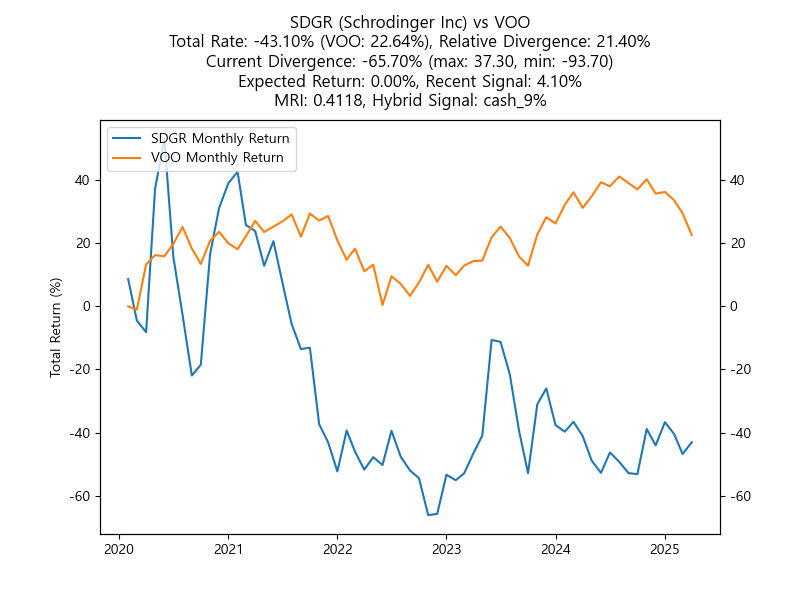 SDGR (Schrodinger Inc) vs VOO
Total Rate: -43.10% (VOO: 22.64%), Relative Divergence: 21.40%
Current Divergence: -65.70% (max: 37.30, min: -93.70)
Expected Return: 0.00%, Recent Signal: 4.10%
MRI: 0.4118, Hybrid Signal: cash_9%
SDGR Monthly Return
VOO Monthly Return
Total Return (%)
40
20
0
-20
-40
-60
40
20
0
-20
-40
-60
2020 2021 2022 2023 2024 2025